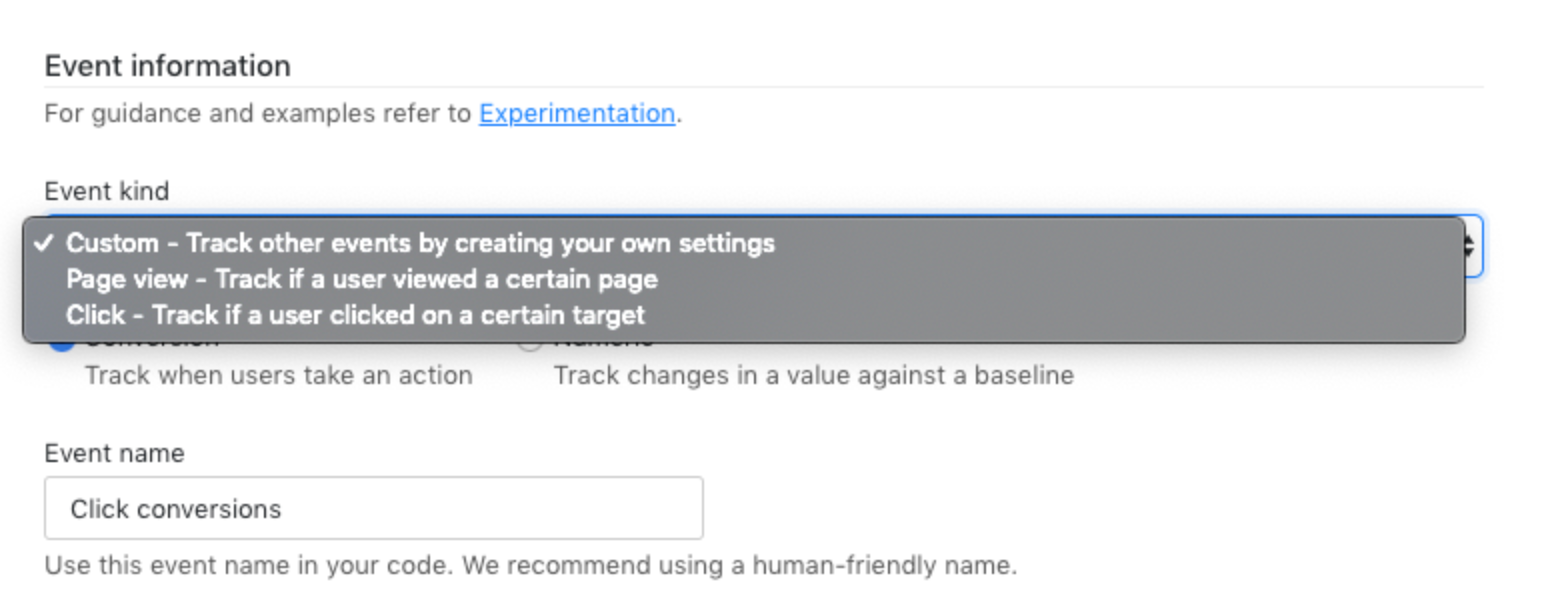 Event information
For guidance and examples refer to Experimentation.
Event kind
Custom - Track other events by creating your own settings
Page view - Track if a user viewed a certain page
Click - Track if a user clicked on a certain target
Conversion Numeric
Track when users take an action Track changes in a value against a baseline
Event name
Click conversions
Use this event name in your code. We recommend using a human-friendly name.